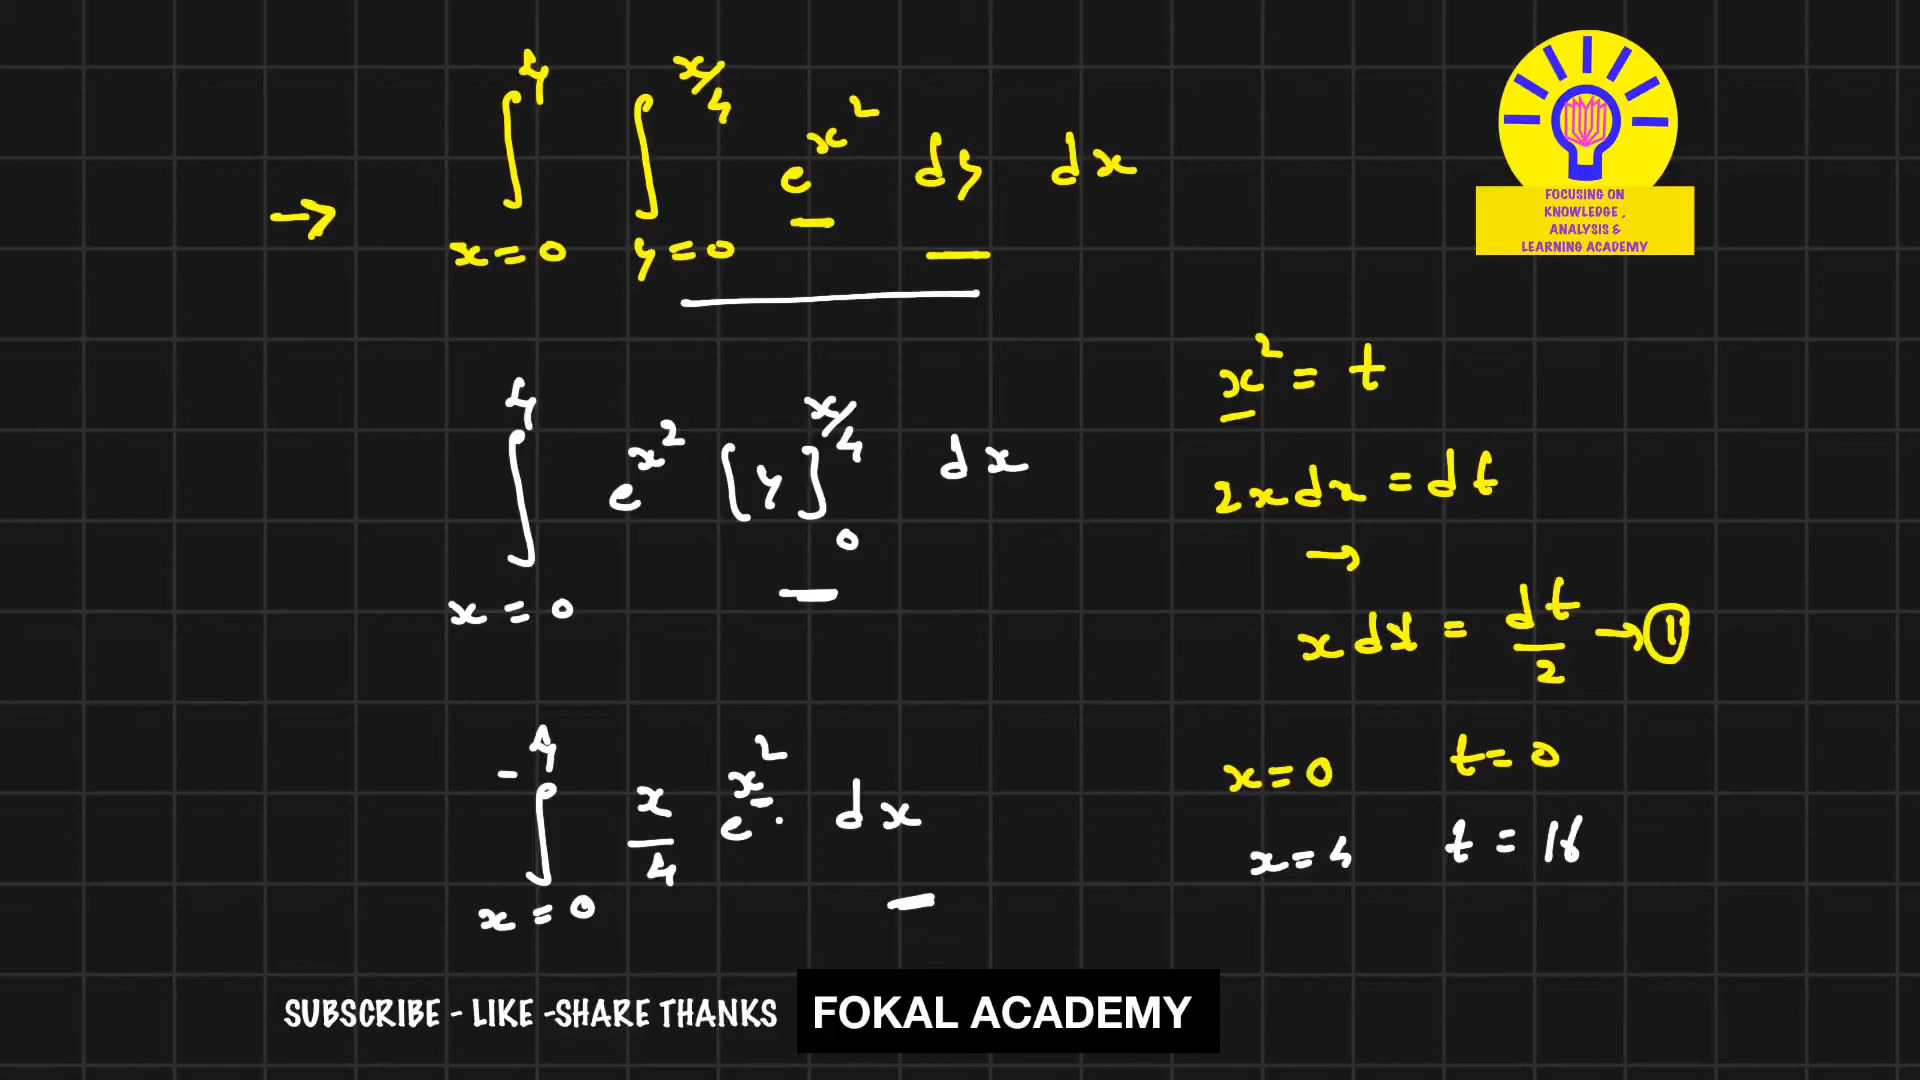 → ∫_{x=0}^{4} ∫_{y=0}^{x/4} e^{x^2} dy dx
FOCUSING ON
KNOWLEDGE ,
ANALYSIS &
LEARNING ACADEMY
∫_{x=0}^{4} e^{x^2} [y]_{0}^{x/4} dx
∫_{x=0}^{4} x/4 e^{x^2} . dx
x^2 = t
2x dx = dt
→
x dx = dt/2 → ①
x=0 t=0
x=4 t=16
SUBSCRIBE - LIKE -SHARE THANKS
FOKAL ACADEMY